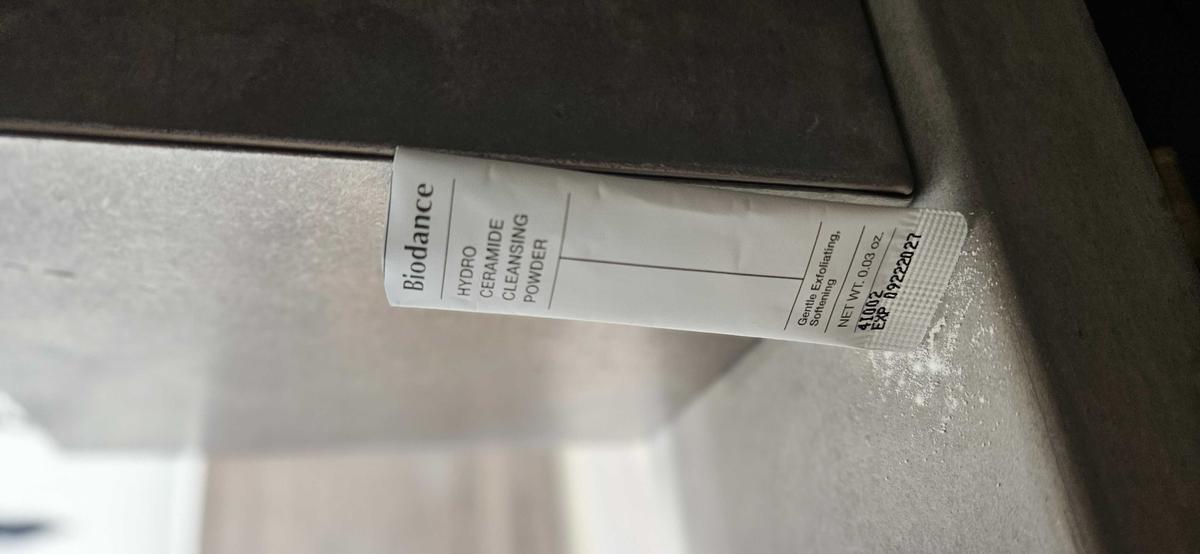 Biodance
HYDRO
CERAMIDE
CLEANSING
POWDER
Gentle Exfoliating,
Softening
NET WT. 0.03 oz.
41002
EXP 09222027